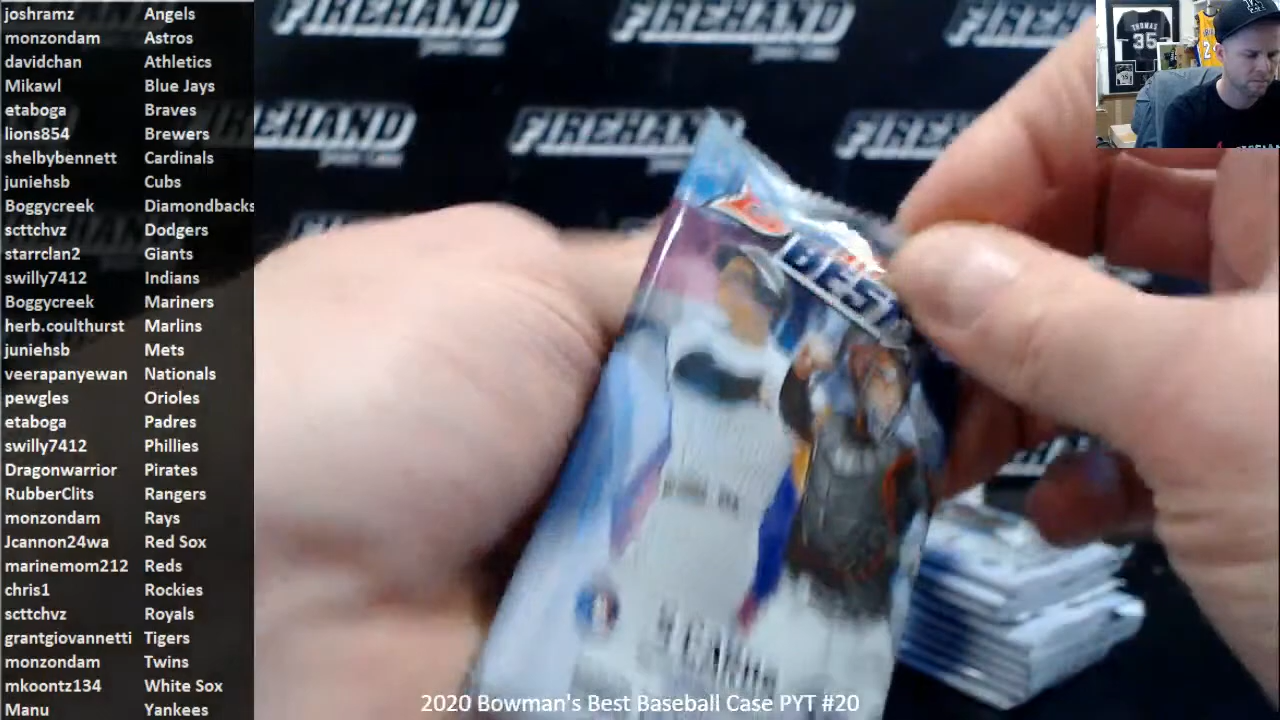 joshramz Angels
monzondam Astros
davidchan Athletics
Mikawl Blue Jays
etaboga Braves
lions854 Brewers
shelbybennett Cardinals
juniehsb Cubs
Boggycreek Diamondbacks
scttchvz Dodgers
starrclan2 Giants
swilly7412 Indians
Boggycreek Mariners
herb.coulthurst Marlins
juniehsb Mets
veerapanyewan Nationals
pewgles Orioles
etaboga Padres
swilly7412 Phillies
Dragonwarrior Pirates
RubberClits Rangers
monzondam Rays
Jcannon24wa Red Sox
marinemom212 Reds
chris1 Rockies
scttchvz Royals
grantgiovannetti Tigers
monzondam Twins
mkoontz134 White Sox
Manu Yankees
FIREHAND
FIREHAND
FIREHAND
FIREHAND
FIREHAND
FIREHAND
THOMAS
35
BEST
2020 Bowman's Best Baseball Case PYT #20